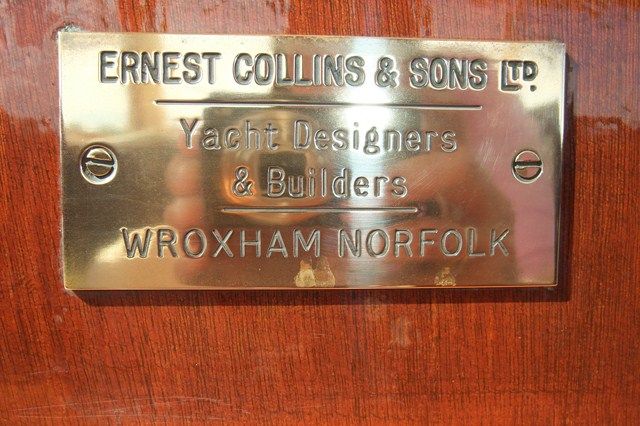 ERNEST COLLINS & SONS LTD.
Yacht Designers
& Builders
WROXHAM NORFOLK